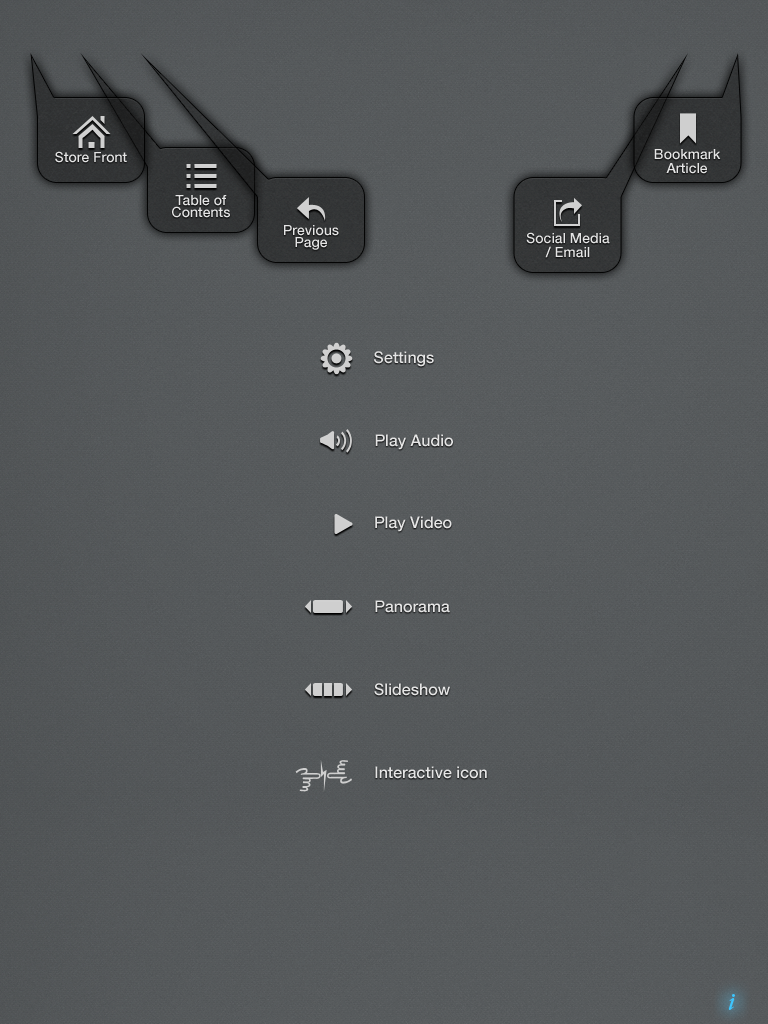 Store Front
Table of
Contents
Previous
Page
Social Media
/ Email
Bookmark
Article
Settings
Play Audio
Play Video
Panorama
Slideshow
Interactive icon
i